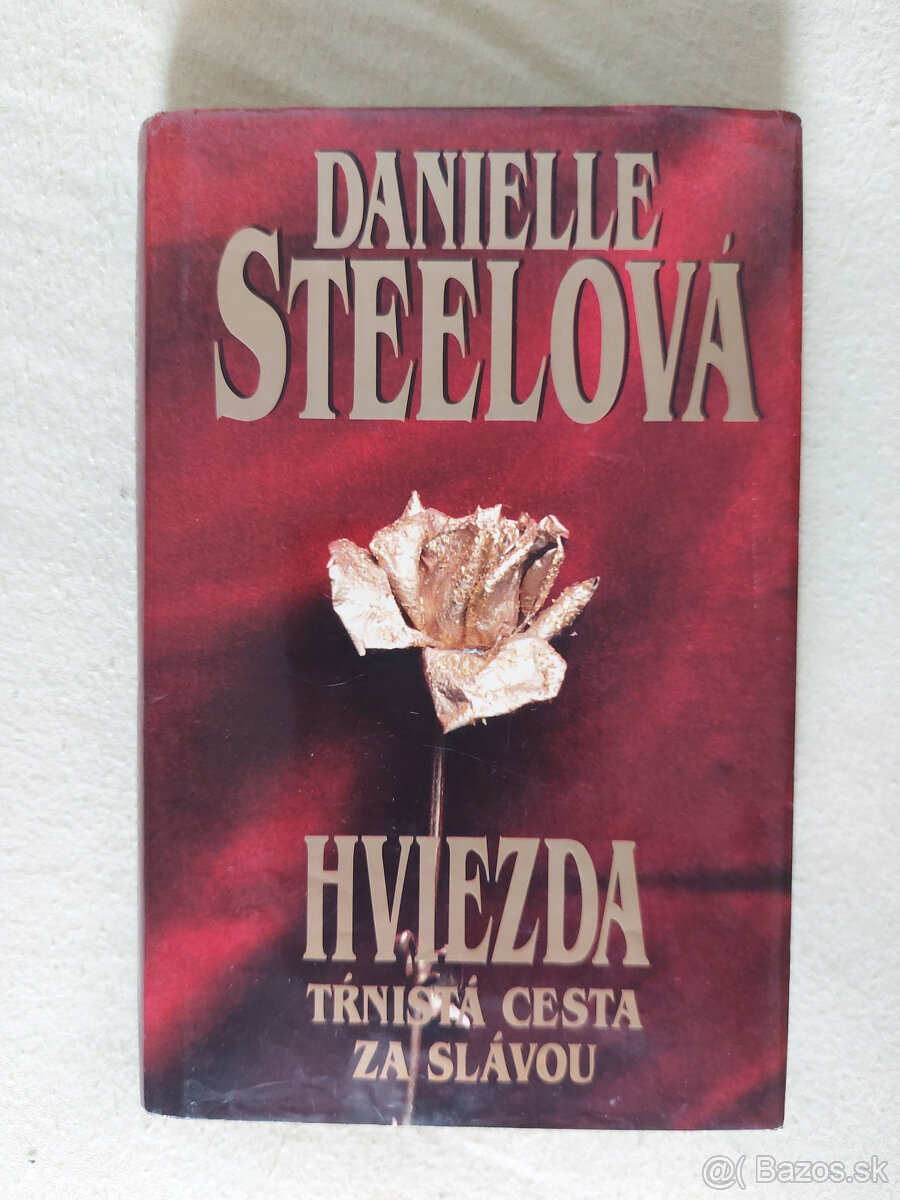 DANIELLE
STEELOVÁ
HVIEZDA
TŔNISTÁ CESTA
ZA SLÁVOU
@( Bazos.sk